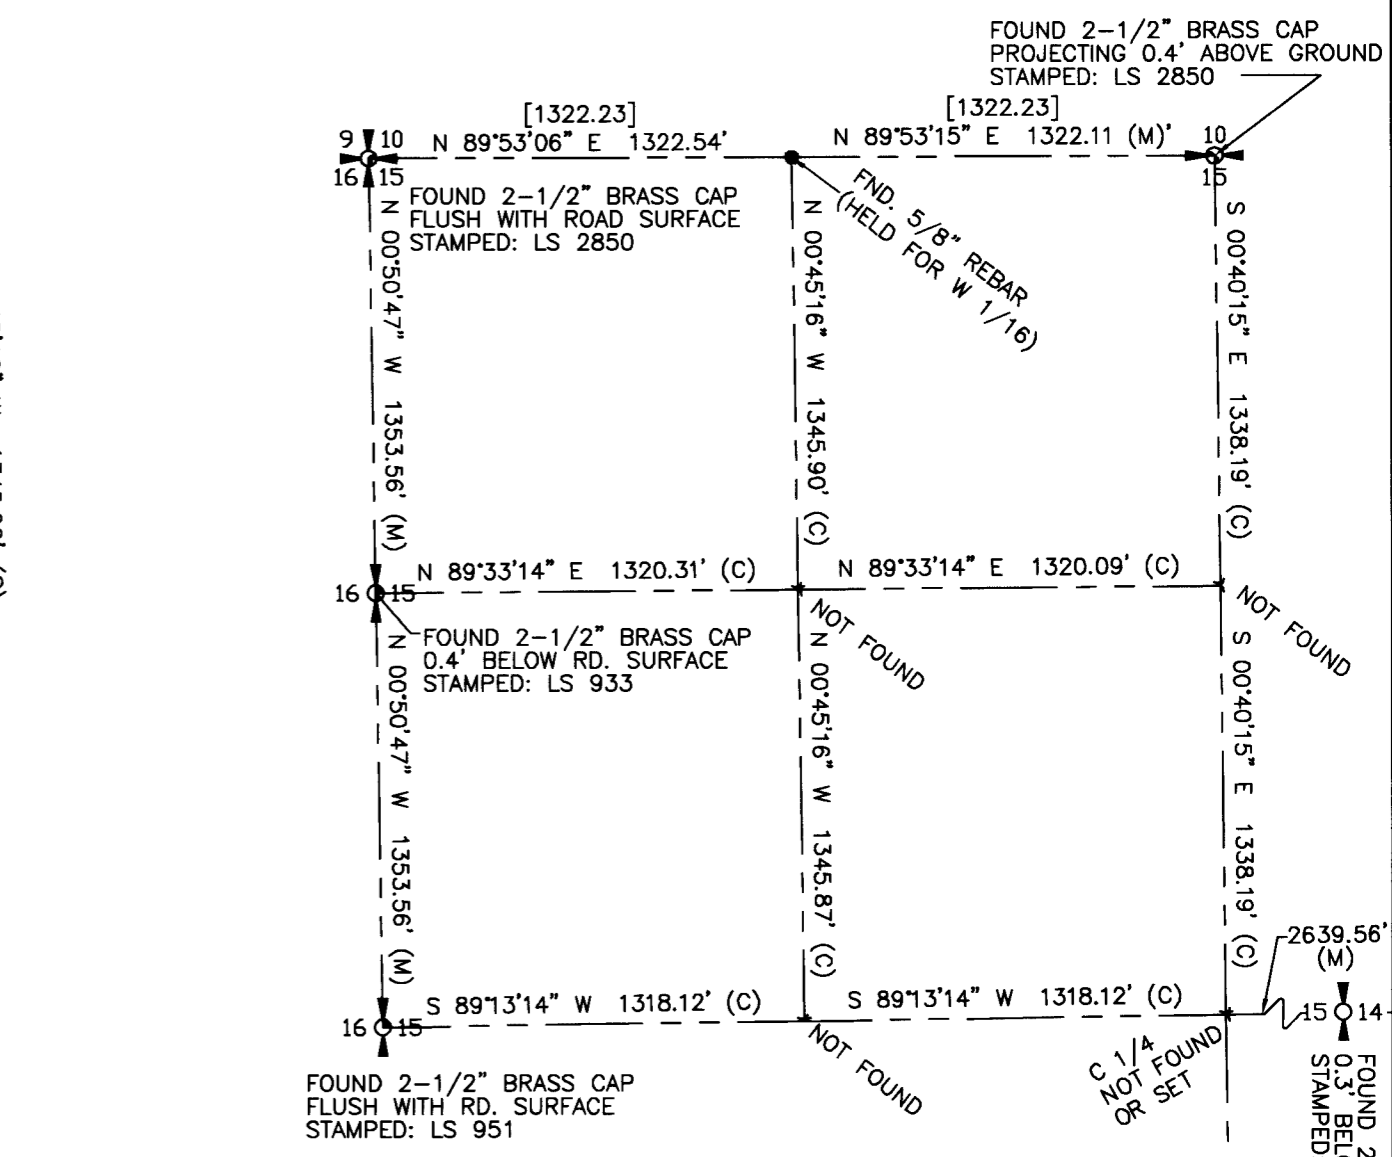 FOUND 2-1/2" BRASS CAP
PROJECTING 0.4' ABOVE GROUND
STAMPED: LS 2850
[1322.23]
[1322.23]
9 10
N 89°53'06" E 1322.54'
N 89°53'15" E 1322.11 (M)'
10
16 15
15
FOUND 2-1/2" BRASS CAP
FLUSH WITH ROAD SURFACE
STAMPED: LS 2850
FND. 5/8" REBAR
(HELD FOR W 1/16)
N 00°50'47" W 1353.56' (M)
N 00°45'16" W 1345.90' (C)
S 00°40'15" E 1338.19' (C)
N 89°33'14" E 1320.31' (C)
N 89°33'14" E 1320.09' (C)
16 15
NOT FOUND
NOT FOUND
FOUND 2-1/2" BRASS CAP
0.4' BELOW RD. SURFACE
STAMPED: LS 933
N 00°50'47" W 1353.56' (M)
N 00°45'16" W 1345.87' (C)
S 00°40'15" E 1338.19' (C)
2639.56'
(M)
S 89°13'14" W 1318.12' (C)
S 89°13'14" W 1318.12' (C)
16 15
15 14
NOT FOUND
C 1/4
NOT FOUND
OR SET
FOUND 2-1/2" BRASS CAP
FLUSH WITH RD. SURFACE
STAMPED: LS 951
FOUND 2
0.3' BEL
STAMPED